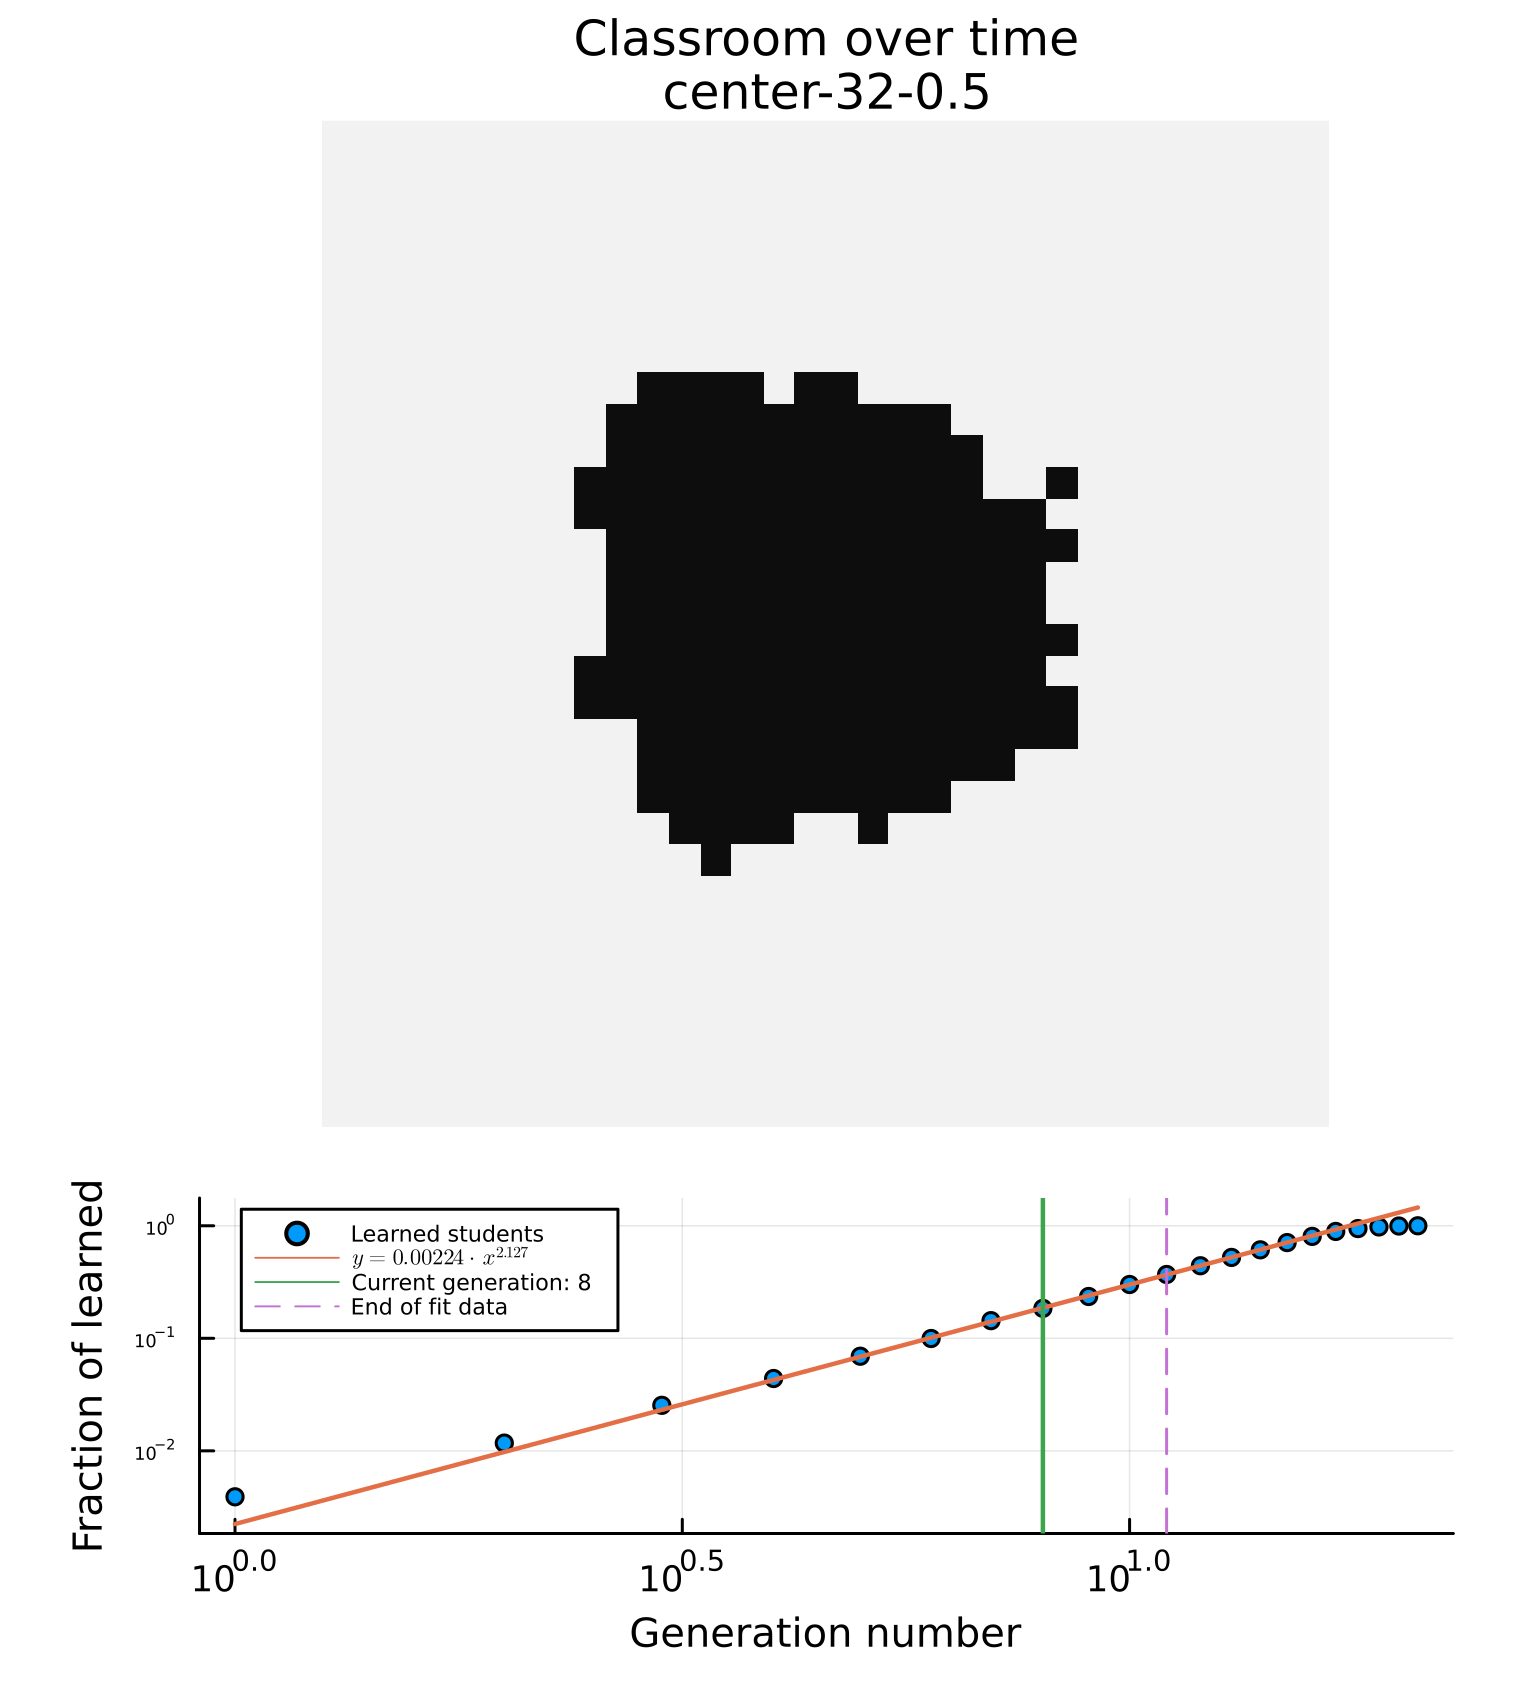 Classroom over time
center-32-0.5
Fraction of learned
10^0
10^-1
10^-2
Learned students
y = 0.00224 · x^2.127
Current generation: 8
End of fit data
10^0.0
10^0.5
10^1.0
Generation number